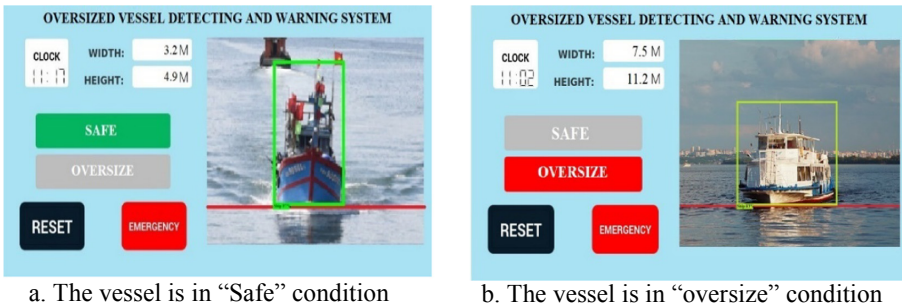 OVERSIZED VESSEL DETECTING AND WARNING SYSTEM
CLOCK
11:17
WIDTH: 3.2 M
HEIGHT: 4.9 M
SAFE
OVERSIZE
RESET
EMERGENCY
a. The vessel is in “Safe” condition
OVERSIZED VESSEL DETECTING AND WARNING SYSTEM
CLOCK
11:02
WIDTH: 7.5 M
HEIGHT: 11.2 M
SAFE
OVERSIZE
RESET
EMERGENCY
b. The vessel is in “oversize” condition